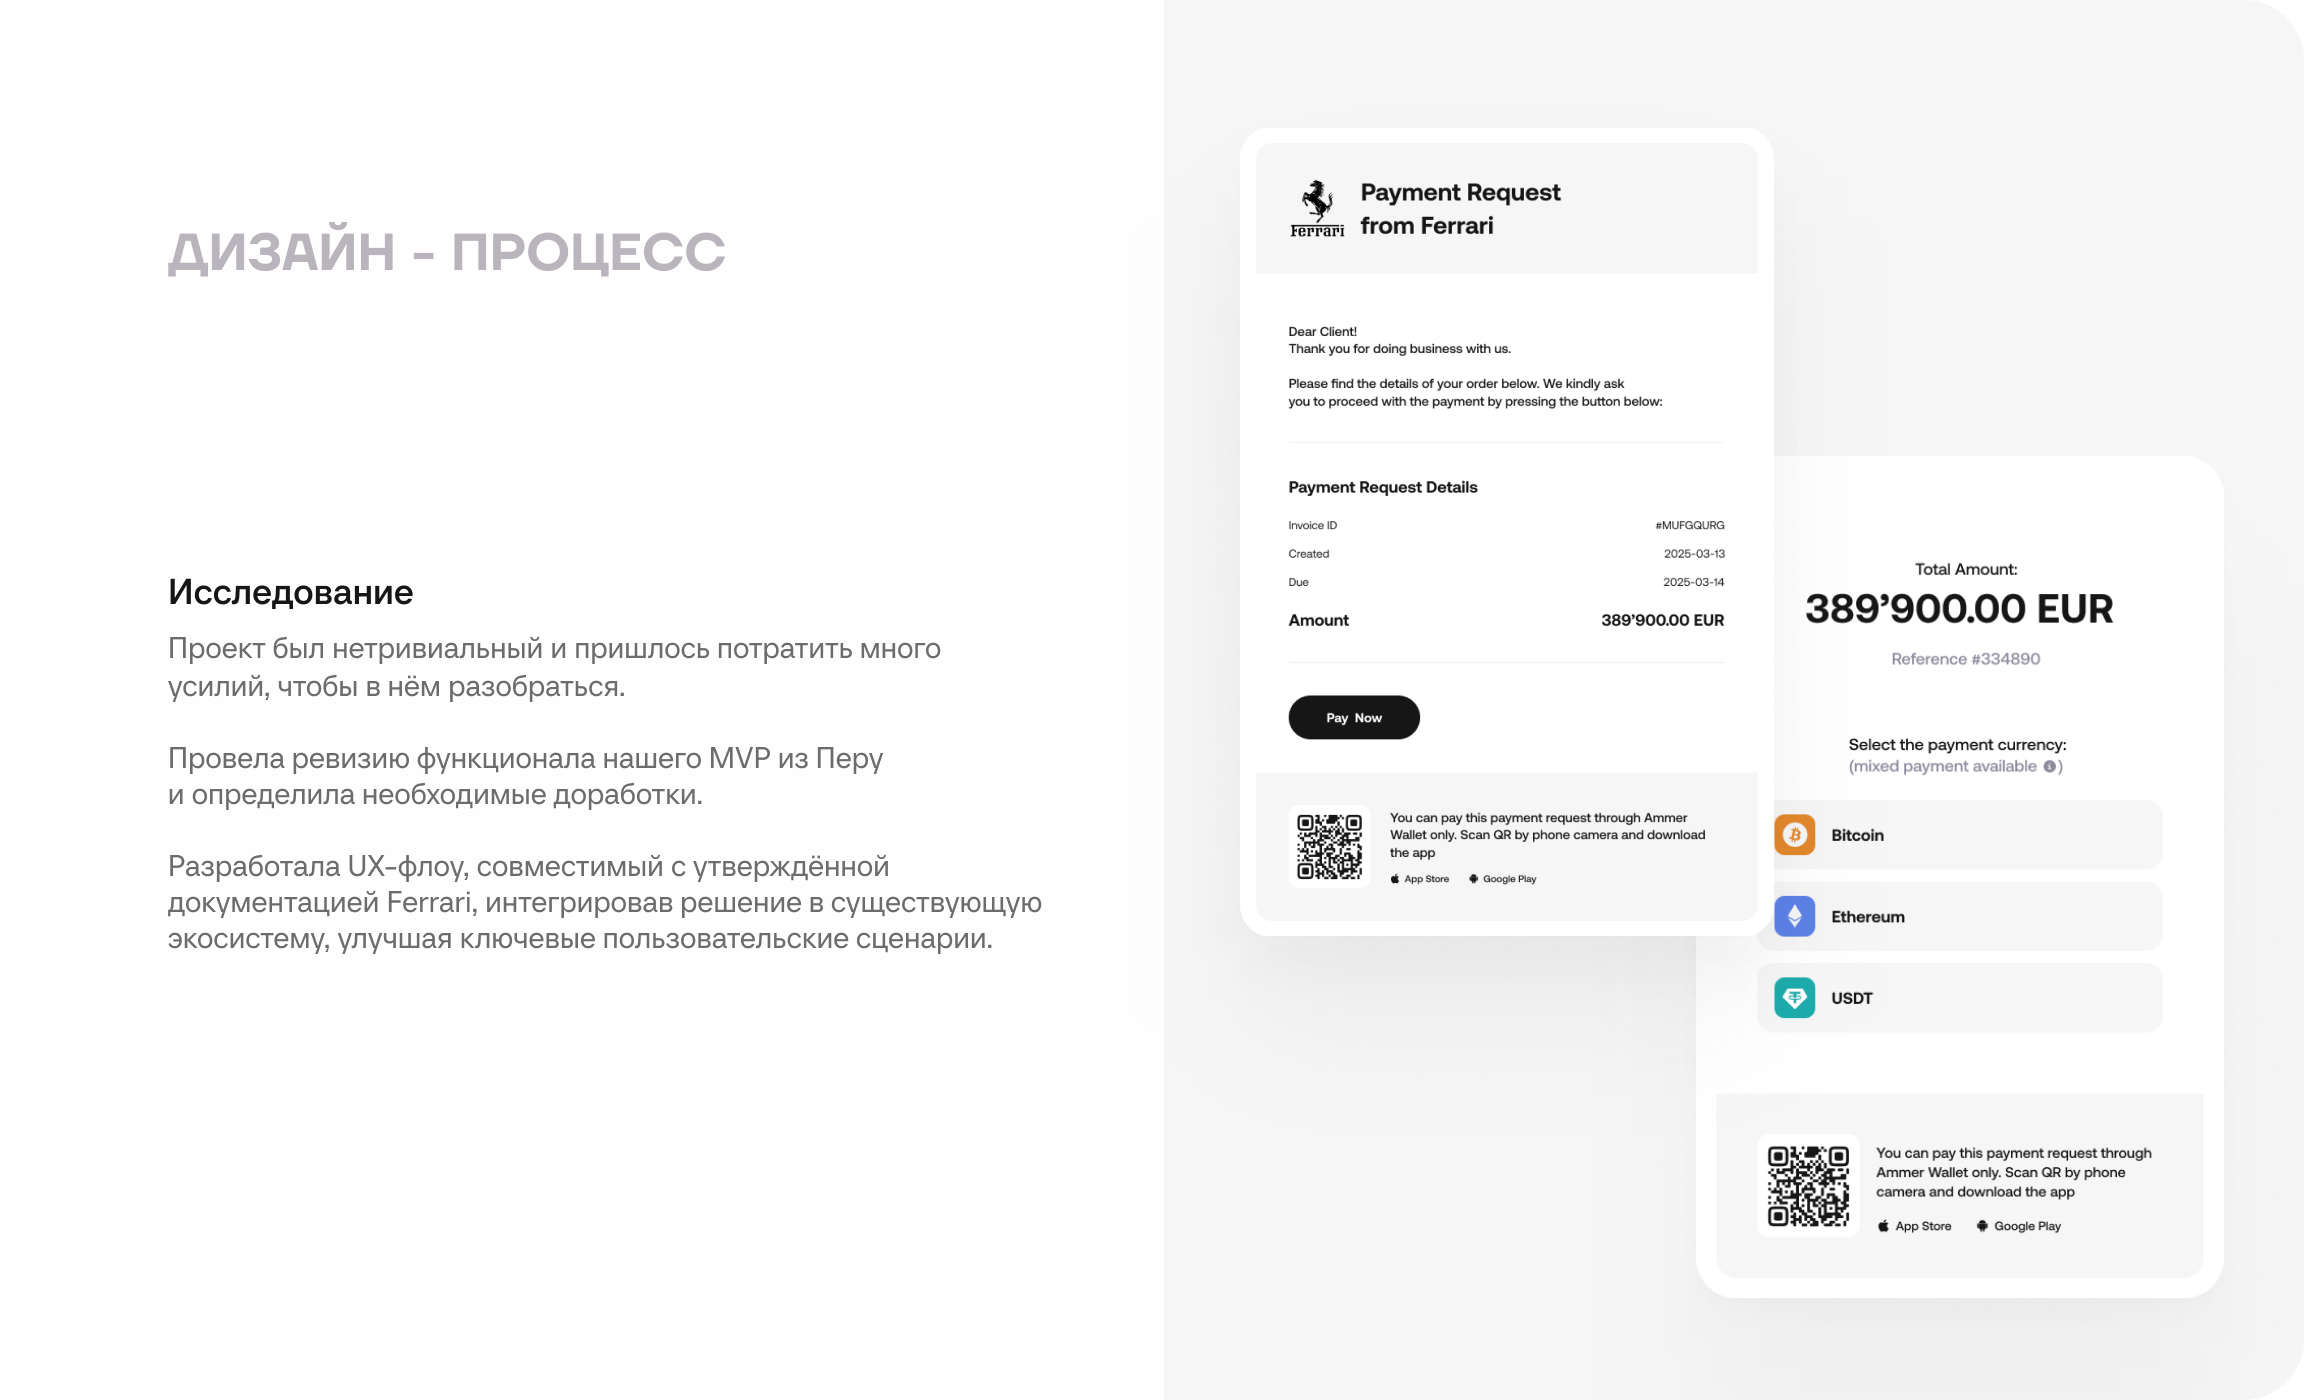 ДИЗАЙН - ПРОЦЕСС
Исследование
Проект был нетривиальный и пришлось потратить много
усилий, чтобы в нём разобраться.
Провела ревизию функционала нашего MVP из Перу
и определила необходимые доработки.
Разработала UX-флоу, совместимый с утверждённой
документацией Ferrari, интегрировав решение в существующую
экосистему, улучшая ключевые пользовательские сценарии.
Ferrari
Payment Request
from Ferrari
Dear Client!
Thank you for doing business with us.
Please find the details of your order below. We kindly ask
you to proceed with the payment by pressing the button below:
Payment Request Details
Invoice ID #MUFGQURG
Created 2025-03-13
Due 2025-03-14
Amount 389’900.00 EUR
Pay Now
You can pay this payment request through Ammer
Wallet only. Scan QR by phone camera and download
the app
App Store Google Play
Total Amount:
389’900.00 EUR
Reference #334890
Select the payment currency:
(mixed payment available )
Bitcoin
Ethereum
USDT
You can pay this payment request through
Ammer Wallet only. Scan QR by phone
camera and download the app
App Store Google Play